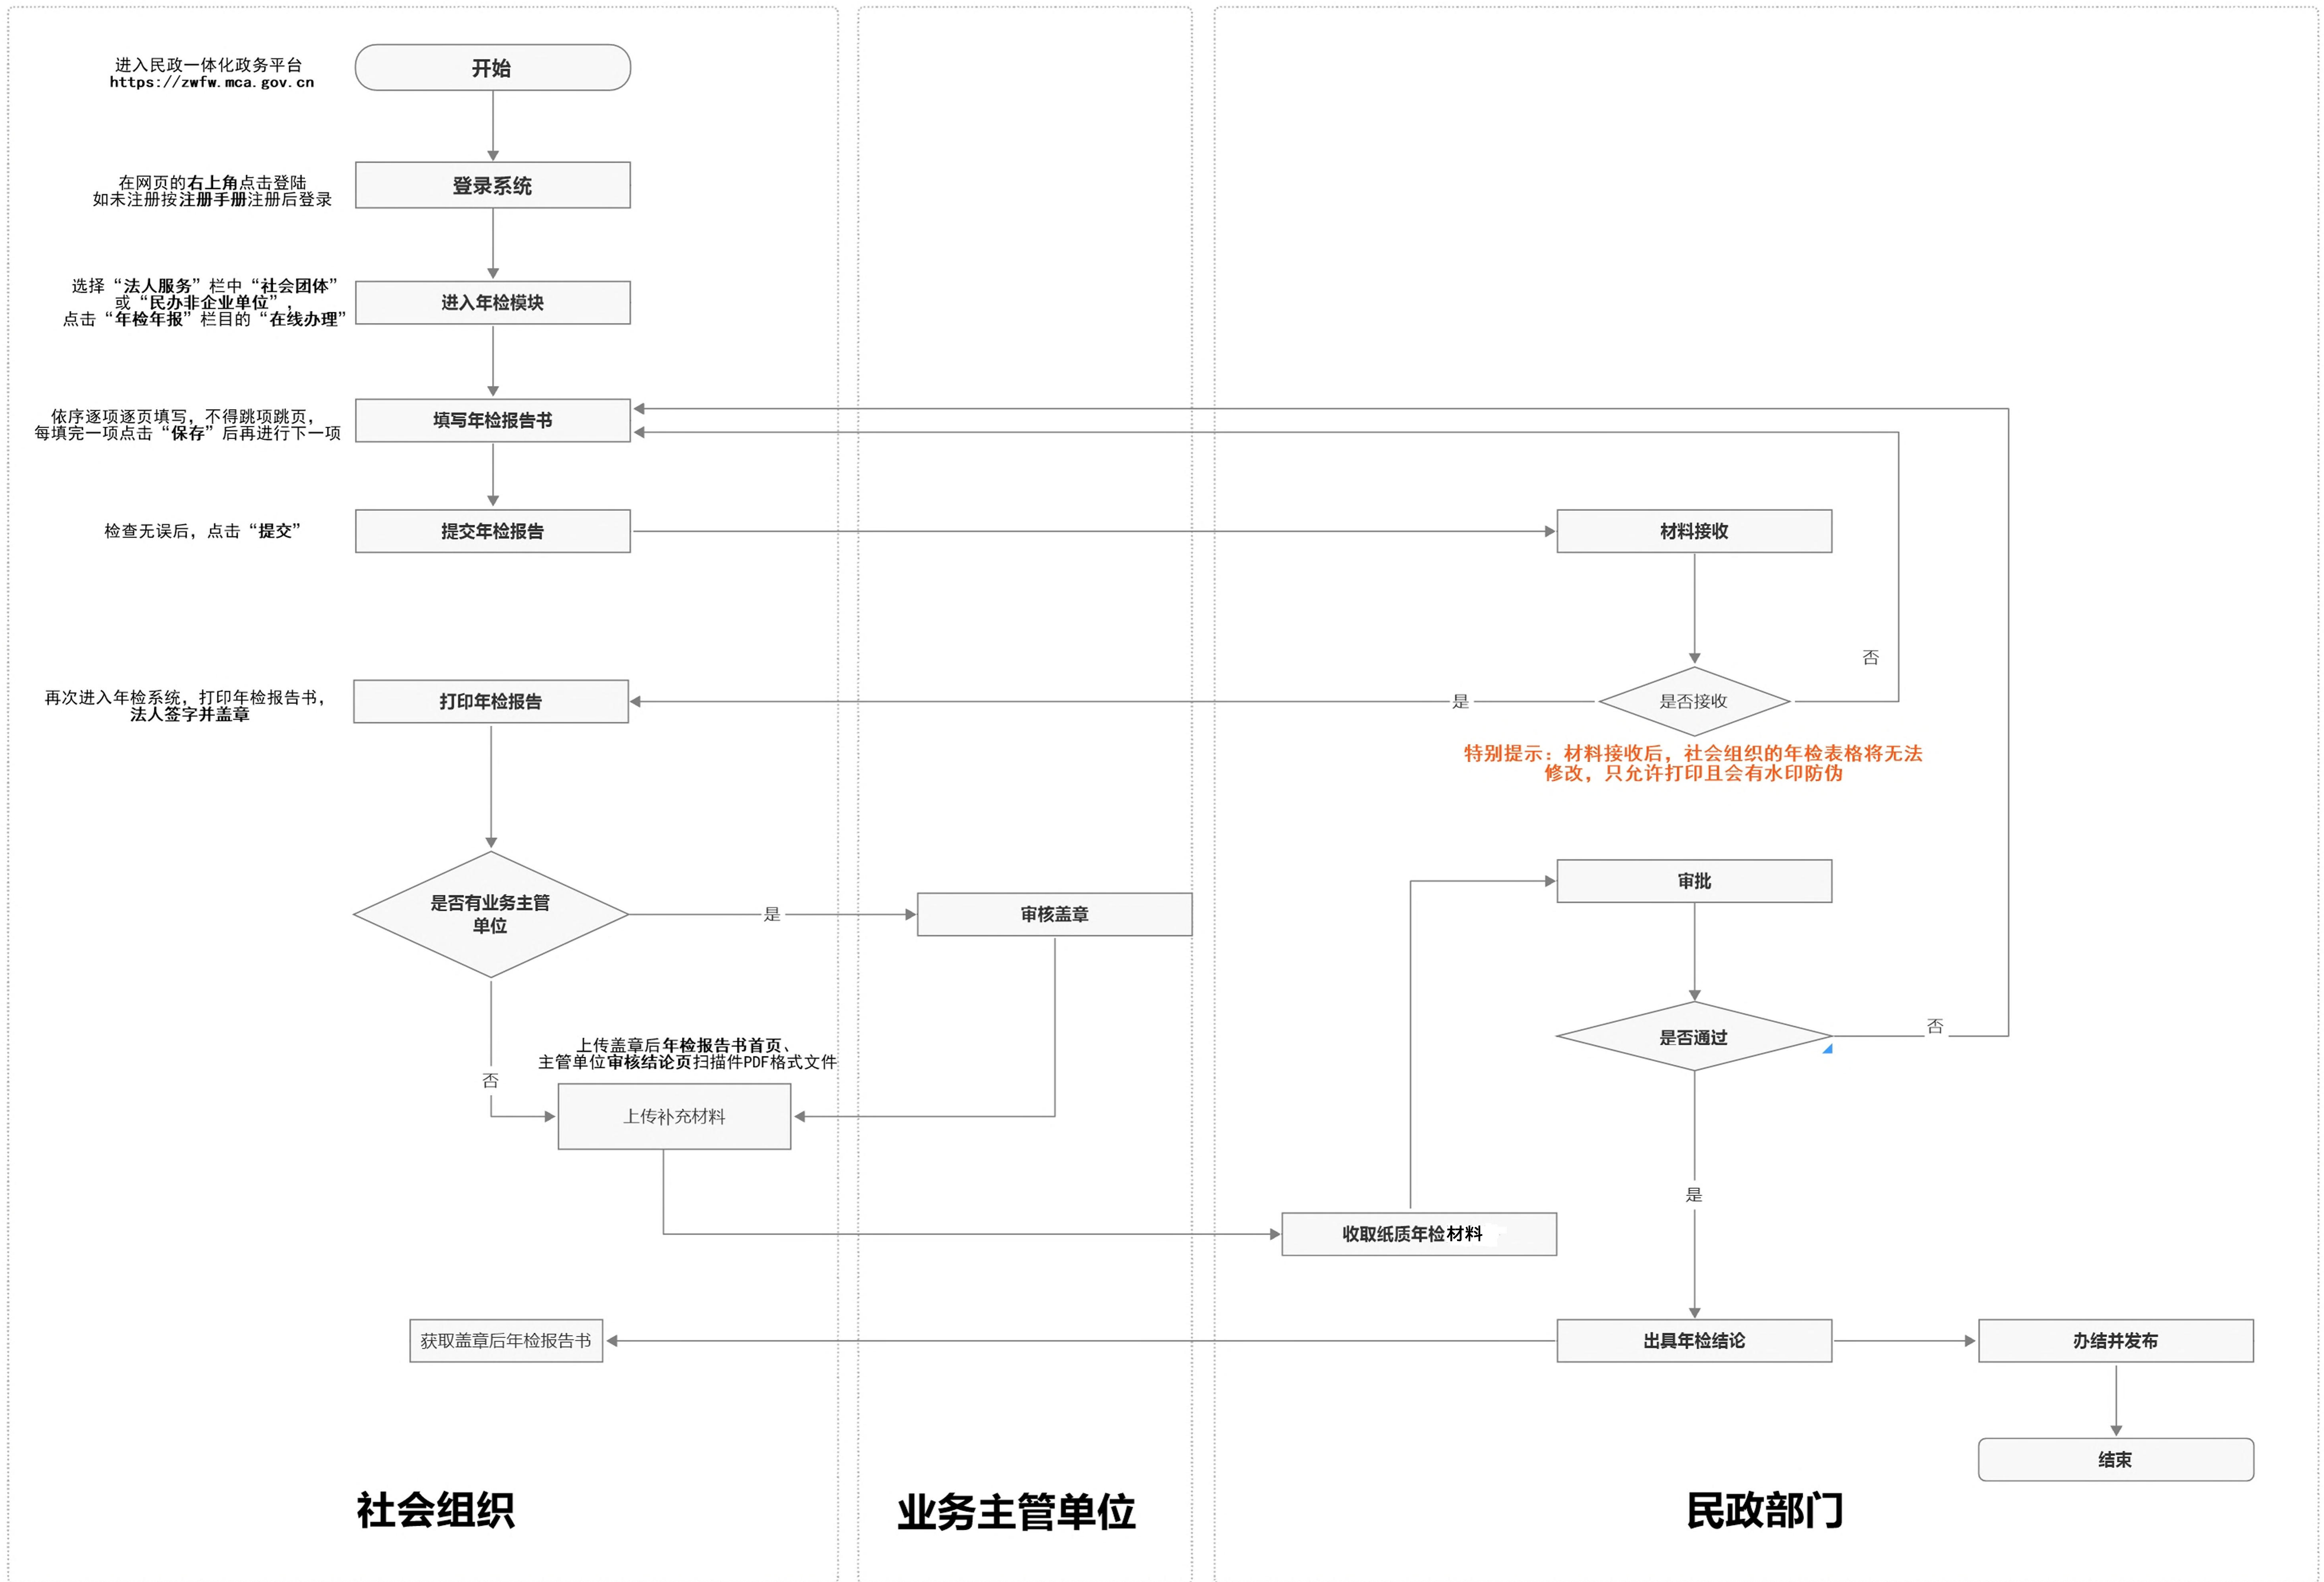 进入民政一体化政务平台
https://zwfw.mca.gov.cn
开始
在网页的右上角点击登陆
如未注册按注册手册注册后登录
登录系统
选择“法人服务”栏中“社会团体”
或“民办非企业单位”，
点击“年检年报”栏目的“在线办理”
进入年检模块
依序逐项逐页填写，不得跳项跳页，
每填完一项点击“保存”后再进行下一项
填写年检报告书
检查无误后，点击“提交”
提交年检报告
材料接收
否
再次进入年检系统，打印年检报告书，
法人签字并盖章
打印年检报告
是
是否接收
特别提示：材料接收后，社会组织的年检表格将无法
修改，只允许打印且会有水印防伪
审批
是否有业务主管
单位
是
审核盖章
是否通过
否
上传盖章后年检报告书首页、
主管单位审核结论页扫描件PDF格式文件
否
上传补充材料
是
收取纸质年检材料
获取盖章后年检报告书
出具年检结论
办结并发布
结束
社会组织
业务主管单位
民政部门